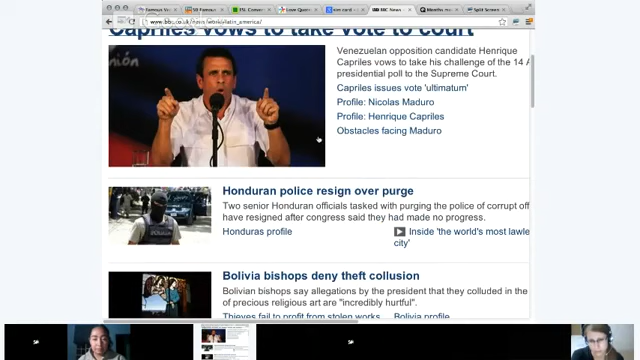 BBC News
www.bbc.co.uk/news/world/latin_america/
Capriles vows to take vote to court
Venezuelan opposition candidate Henrique
Capriles vows to take his challenge of the 14 A
presidential poll to the Supreme Court.
Capriles issues vote 'ultimatum'
Profile: Nicolas Maduro
Profile: Henrique Capriles
Obstacles facing Maduro
Honduran police resign over purge
Two senior Honduran officials tasked with purging the police of corrupt off
have resigned after congress said they had made no progress.
Honduras profile
Inside 'the world's most lawle
city'
Bolivia bishops deny theft collusion
Bolivian bishops say allegations by the president that they colluded in the
of precious religious art are "incredibly hurtful".
Thieves fail to profit from stolen works
Bolivia profile